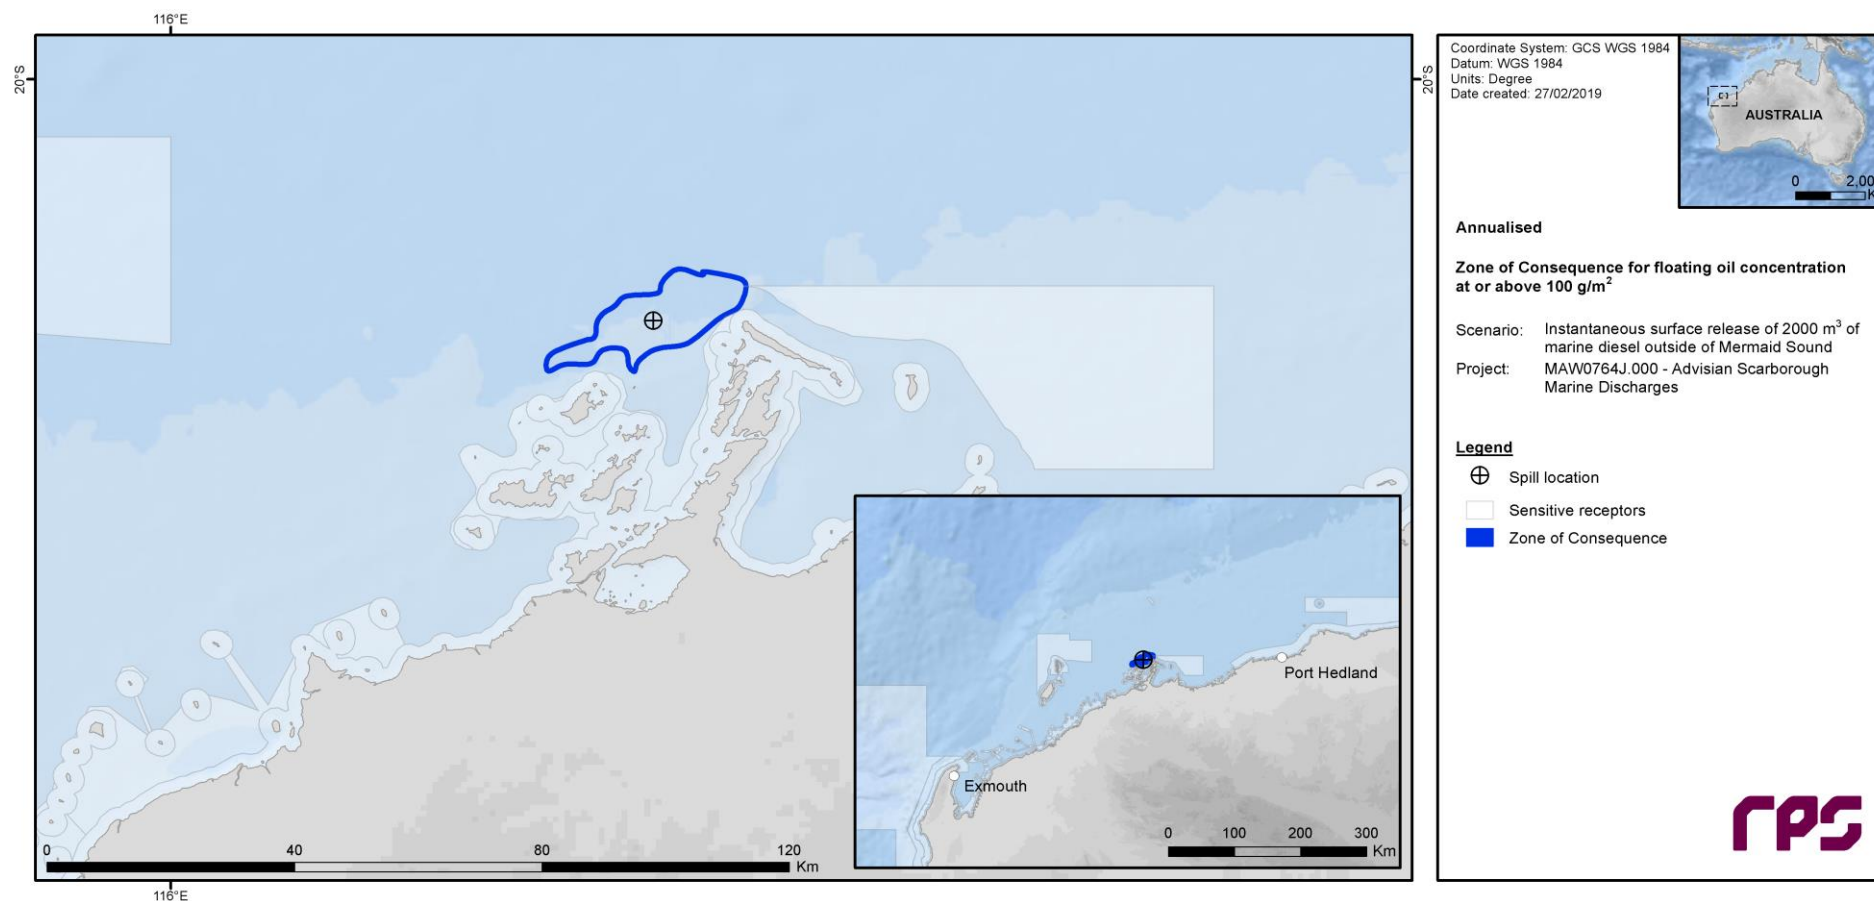 116°E
20°S
20°S
Coordinate System: GCS WGS 1984
Datum: WGS 1984
Units: Degree
Date created: 27/02/2019
AUSTRALIA
0 2,00
K
Annualised
Zone of Consequence for floating oil concentration
at or above 100 g/m²
Scenario: Instantaneous surface release of 2000 m³ of
marine diesel outside of Mermaid Sound
Project: MAW0764J.000 - Advisian Scarborough
Marine Discharges
Legend
Spill location
Sensitive receptors
Zone of Consequence
Port Hedland
Exmouth
0 100 200 300
Km
0 40 80 120
Km
116°E
rps